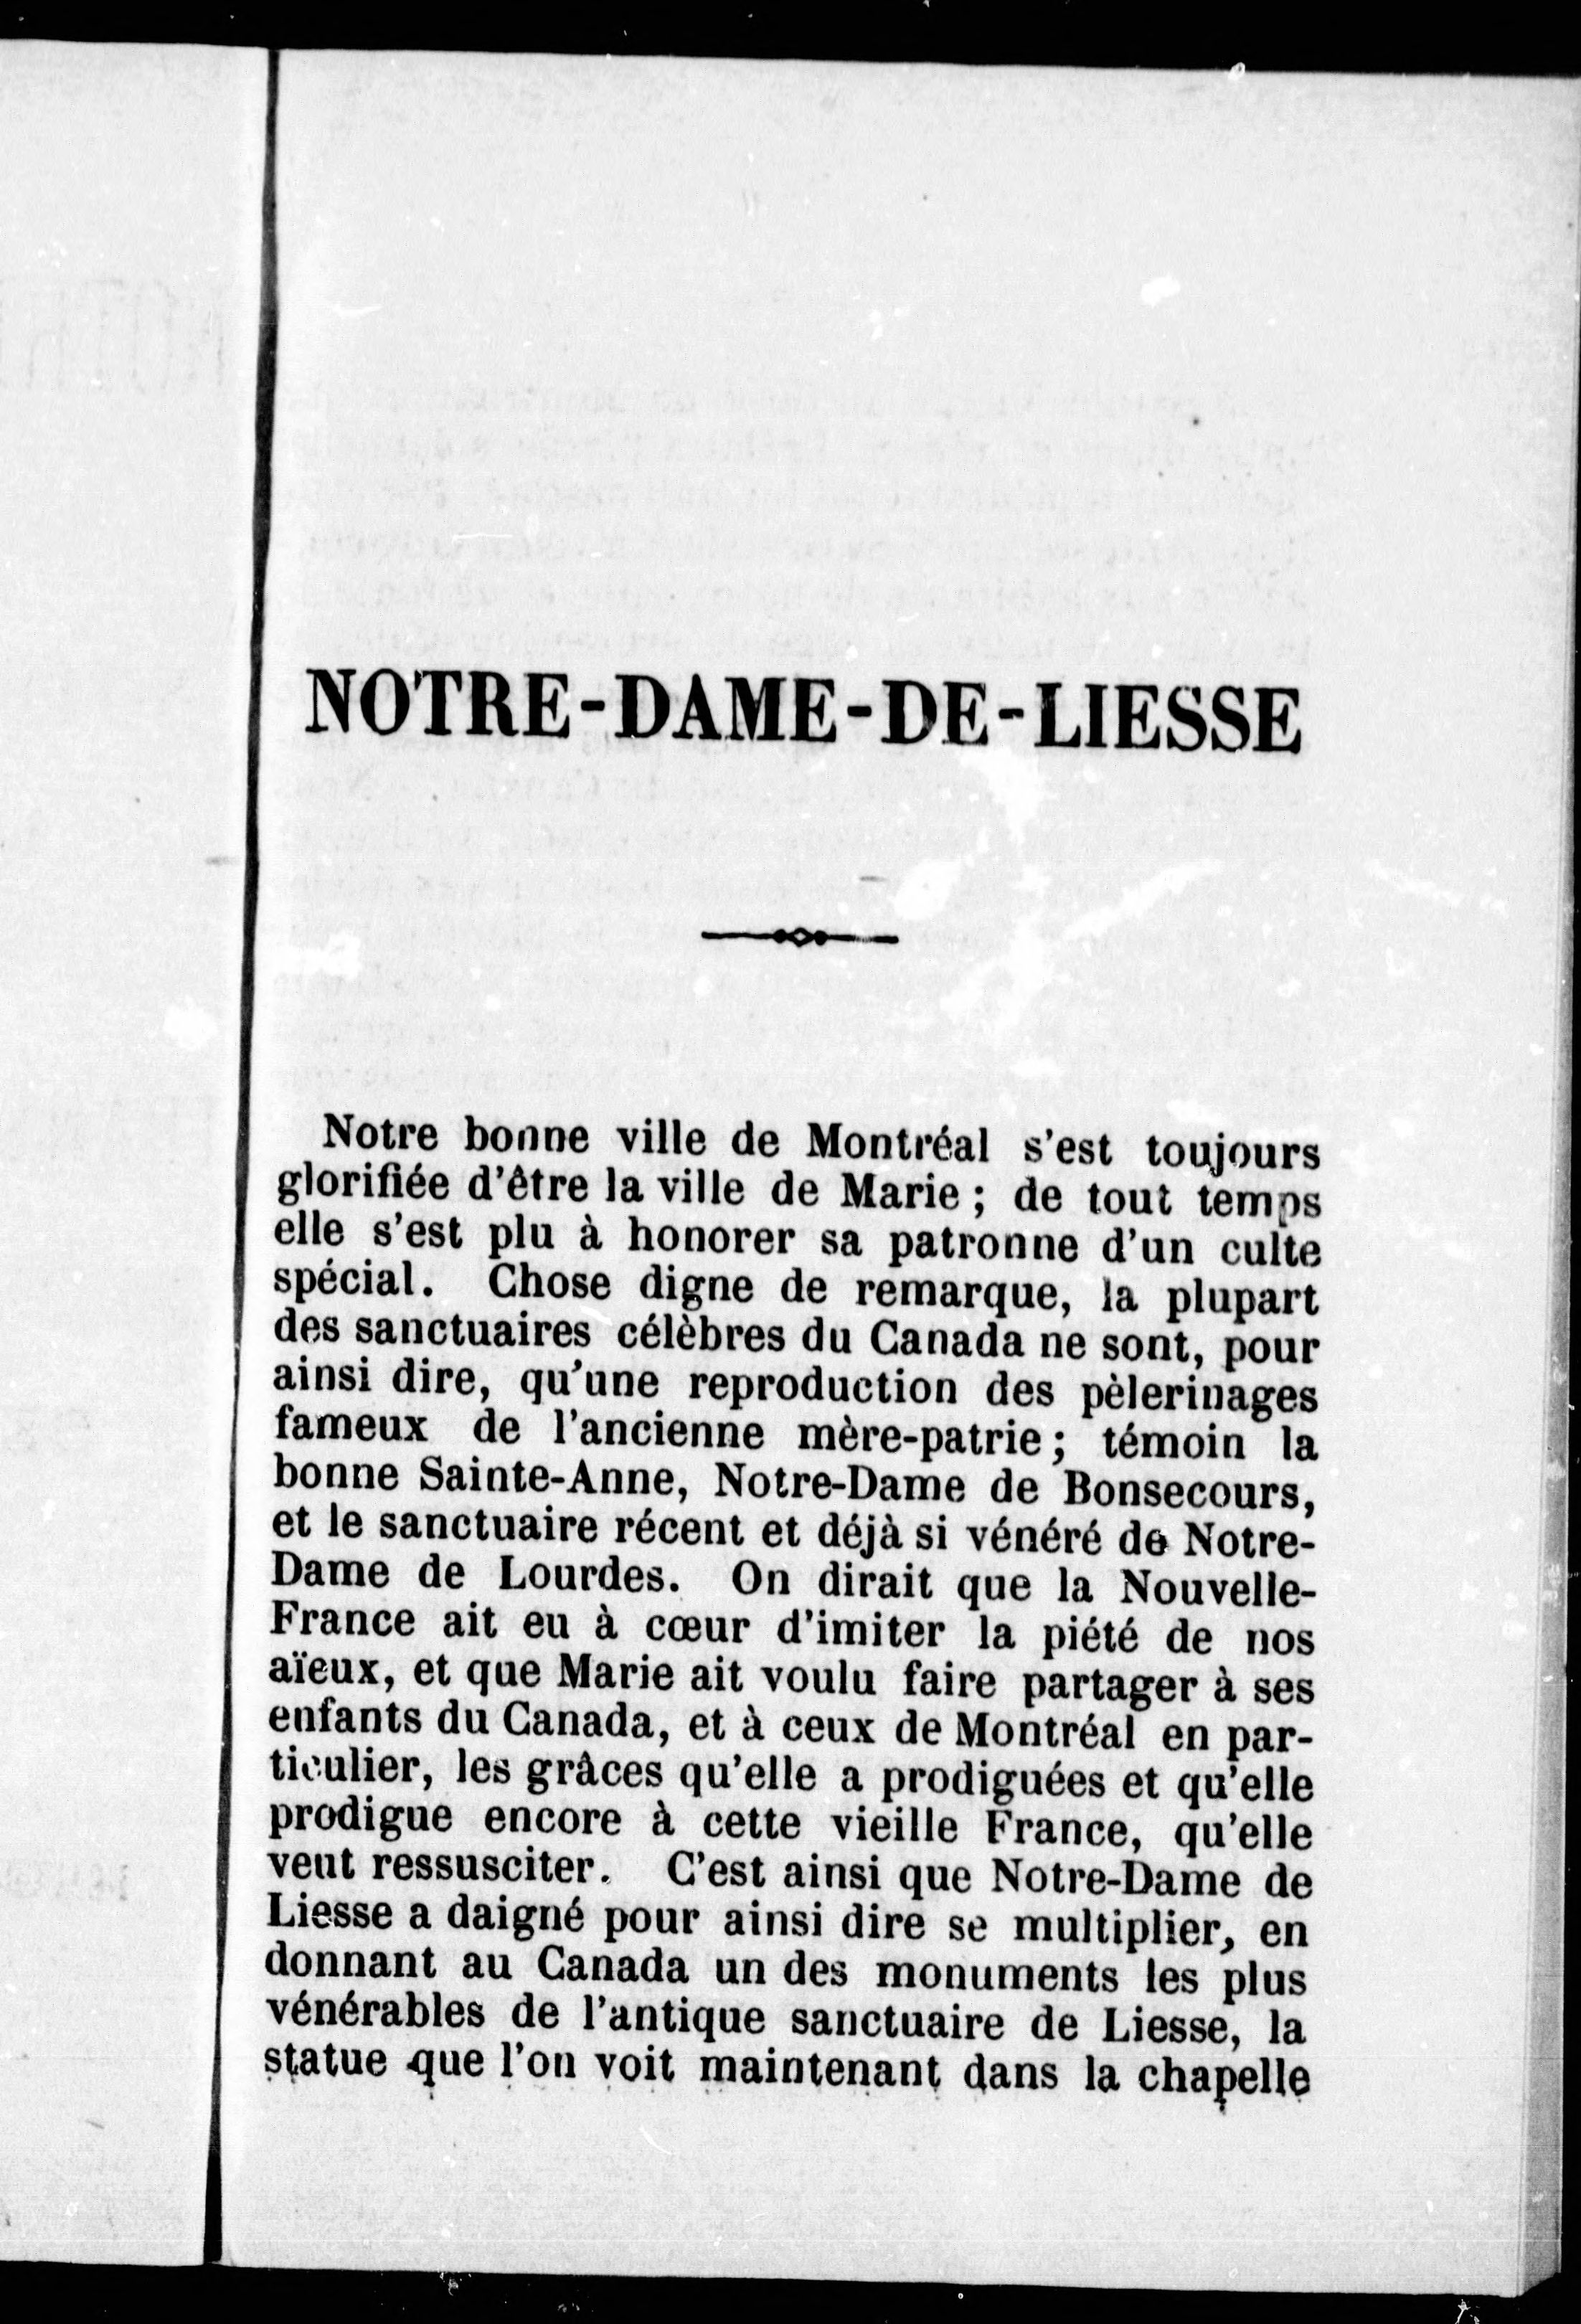 NOTRE-DAME-DE-LIESSE
Notre bonne ville de Montréal s'est toujours
glorifiée d'être la ville de Marie ; de tout temps
elle s'est plu à honorer sa patronne d'un culte
spécial. Chose digne de remarque, la plupart
des sanctuaires célèbres du Canada ne sont, pour
ainsi dire, qu'une reproduction des pèlerinages
fameux de l'ancienne mère-patrie ; témoin la
bonne Sainte-Anne, Notre-Dame de Bonsecours,
et le sanctuaire récent et déjà si vénéré de Notre-
Dame de Lourdes. On dirait que la Nouvelle-
France ait eu à cœur d'imiter la piété de nos
aïeux, et que Marie ait voulu faire partager à ses
enfants du Canada, et à ceux de Montréal en par-
ticulier, les grâces qu'elle a prodiguées et qu'elle
prodigue encore à cette vieille France, qu'elle
veut ressusciter. C'est ainsi que Notre-Dame de
Liesse a daigné pour ainsi dire se multiplier, en
donnant au Canada un des monuments les plus
vénérables de l'antique sanctuaire de Liesse, la
statue que l'on voit maintenant dans la chapelle